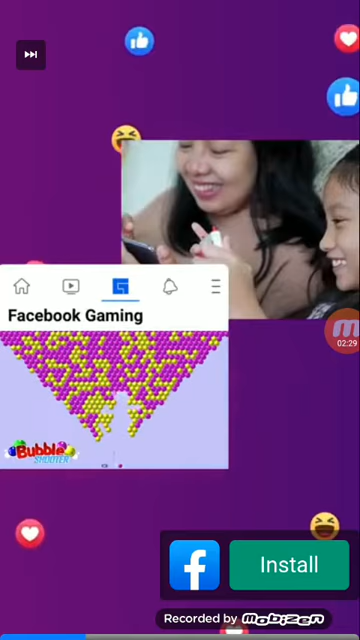 02:29
Facebook Gaming
Bubble
SHOOTER
Install
Recorded by Mobizen